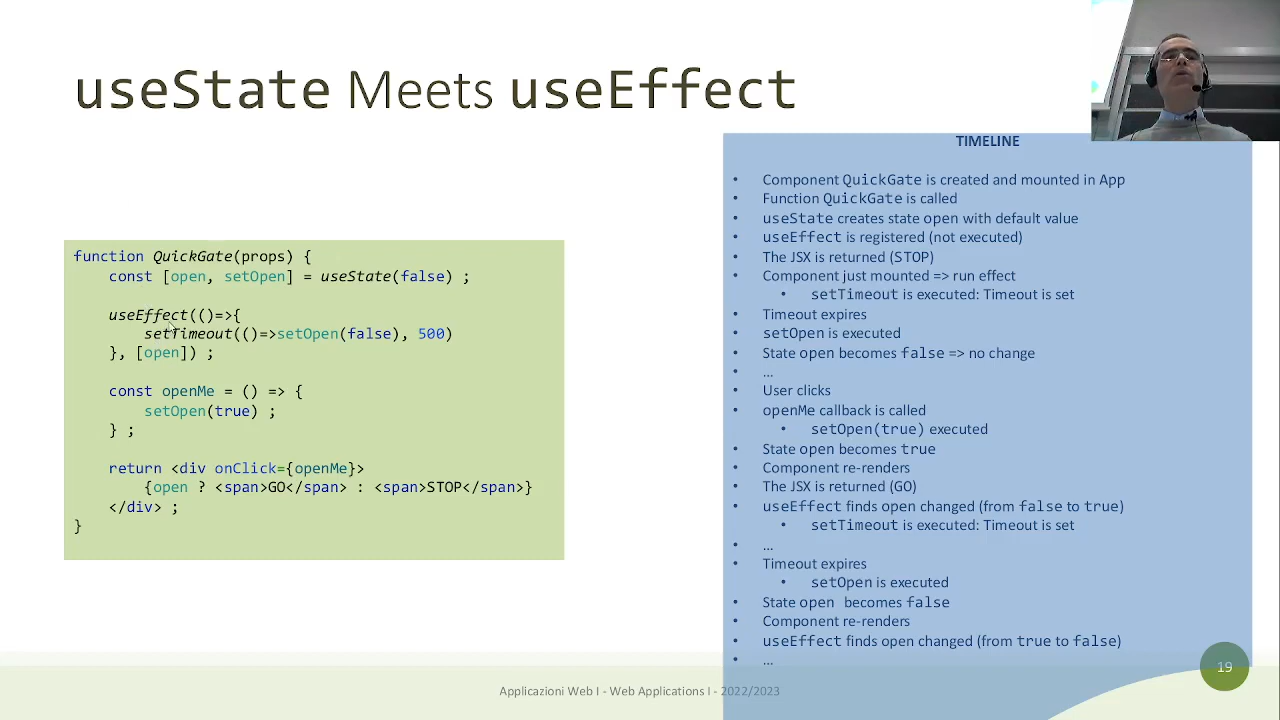 useState Meets useEffect
function QuickGate(props) {
    const [open, setOpen] = useState(false) ;
    useEffect(()=>{
        setTimeout(()=>setOpen(false), 500)
    }, [open]) ;
    const openMe = () => {
        setOpen(true) ;
    } ;
    return <div onClick={openMe}>
        {open ? <span>GO</span> : <span>STOP</span>}
    </div> ;
}
TIMELINE
• Component QuickGate is created and mounted in App
• Function QuickGate is called
• useState creates state open with default value
• useEffect is registered (not executed)
• The JSX is returned (STOP)
• Component just mounted => run effect
• setTimeout is executed: Timeout is set
• Timeout expires
• setOpen is executed
• State open becomes false => no change
• ...
• User clicks
• openMe callback is called
• setOpen(true) executed
• State open becomes true
• Component re-renders
• The JSX is returned (GO)
• useEffect finds open changed (from false to true)
• setTimeout is executed: Timeout is set
• ...
• Timeout expires
• setOpen is executed
• State open becomes false
• Component re-renders
• useEffect finds open changed (from true to false)
• ...
19
Applicazioni Web I - Web Applications I - 2022/2023